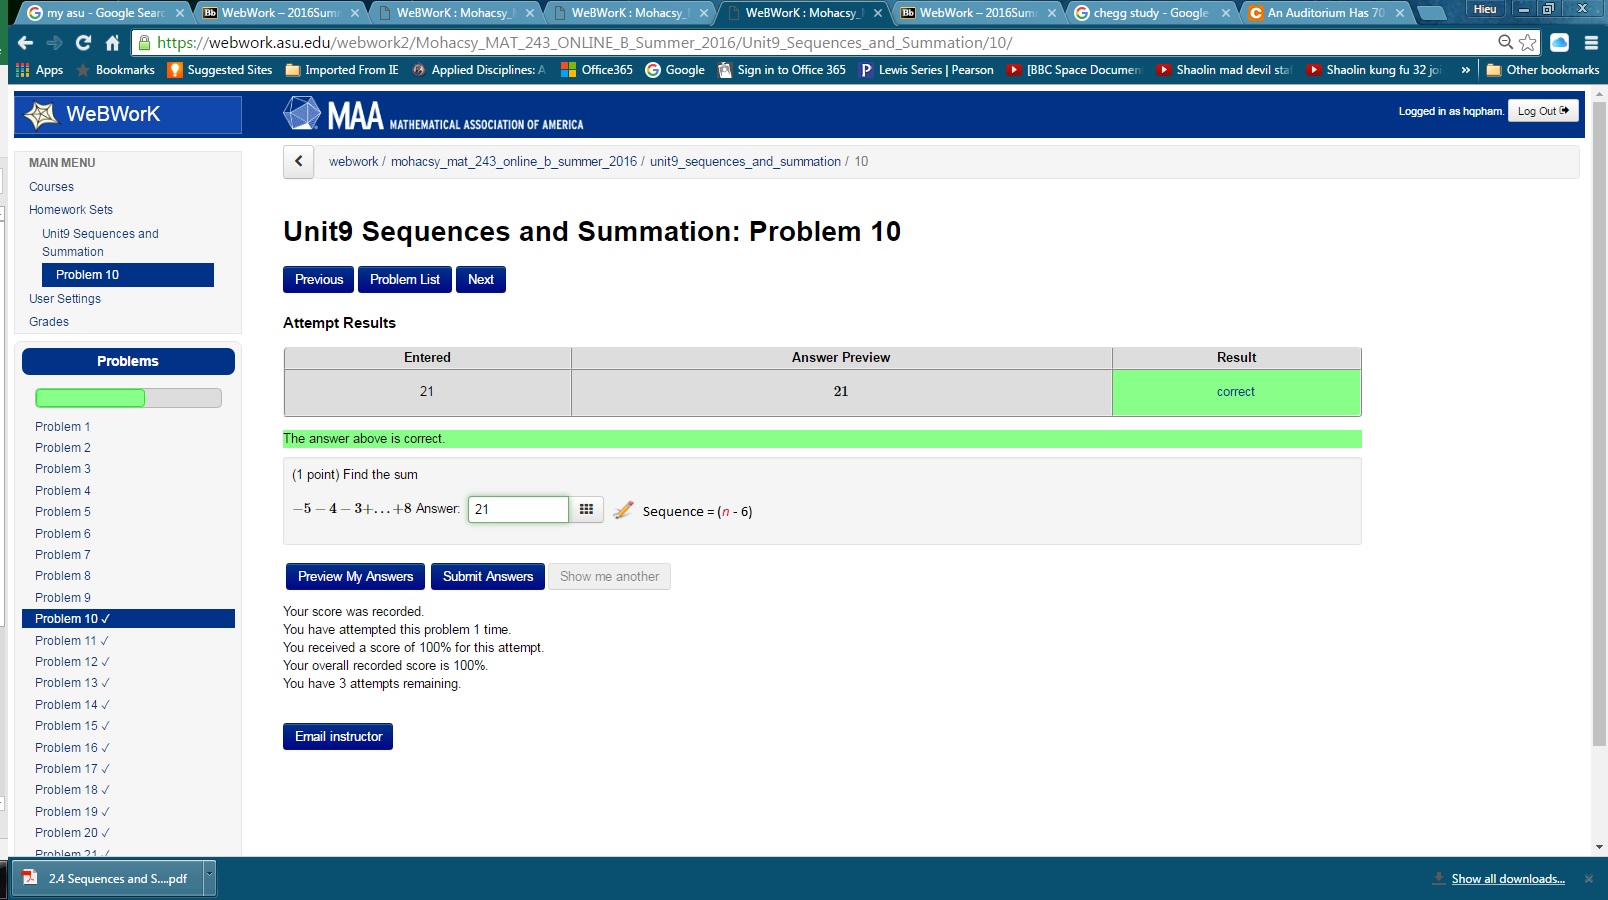 my asu - Google Searc
WebWork – 2016Summ
WeBWorK : Mohacsy_
WeBWorK : Mohacsy_
WeBWorK : Mohacsy_
WebWork – 2016Summ
chegg study - Google
An Auditorium Has 70
Hieu
https://webwork.asu.edu/webwork2/Mohacsy_MAT_243_ONLINE_B_Summer_2016/Unit9_Sequences_and_Summation/10/
Apps
Bookmarks
Suggested Sites
Imported From IE
Applied Disciplines: A
Office365
Google
Sign in to Office 365
Lewis Series | Pearson
[BBC Space Documen
Shaolin mad devil sta
Shaolin kung fu 32 joi
»
Other bookmarks
WeBWorK
MAA MATHEMATICAL ASSOCIATION OF AMERICA
Logged in as hqpham.
Log Out
MAIN MENU
Courses
Homework Sets
Unit9 Sequences and
Summation
Problem 10
User Settings
Grades
Problems
Problem 1
Problem 2
Problem 3
Problem 4
Problem 5
Problem 6
Problem 7
Problem 8
Problem 9
Problem 10 ✓
Problem 11 ✓
Problem 12 ✓
Problem 13 ✓
Problem 14 ✓
Problem 15 ✓
Problem 16 ✓
Problem 17 ✓
Problem 18 ✓
Problem 19 ✓
Problem 20 ✓
Problem 21 ✓
webwork / mohacsy_mat_243_online_b_summer_2016 / unit9_sequences_and_summation / 10
Unit9 Sequences and Summation: Problem 10
Previous
Problem List
Next
Attempt Results
Entered
Answer Preview
Result
21
21
correct
The answer above is correct.
(1 point) Find the sum
−5 − 4 − 3+…+8 Answer: 21 Sequence = (n - 6)
Preview My Answers
Submit Answers
Show me another
Your score was recorded.
You have attempted this problem 1 time.
You received a score of 100% for this attempt.
Your overall recorded score is 100%.
You have 3 attempts remaining.
Email instructor
2.4 Sequences and S....pdf
Show all downloads...